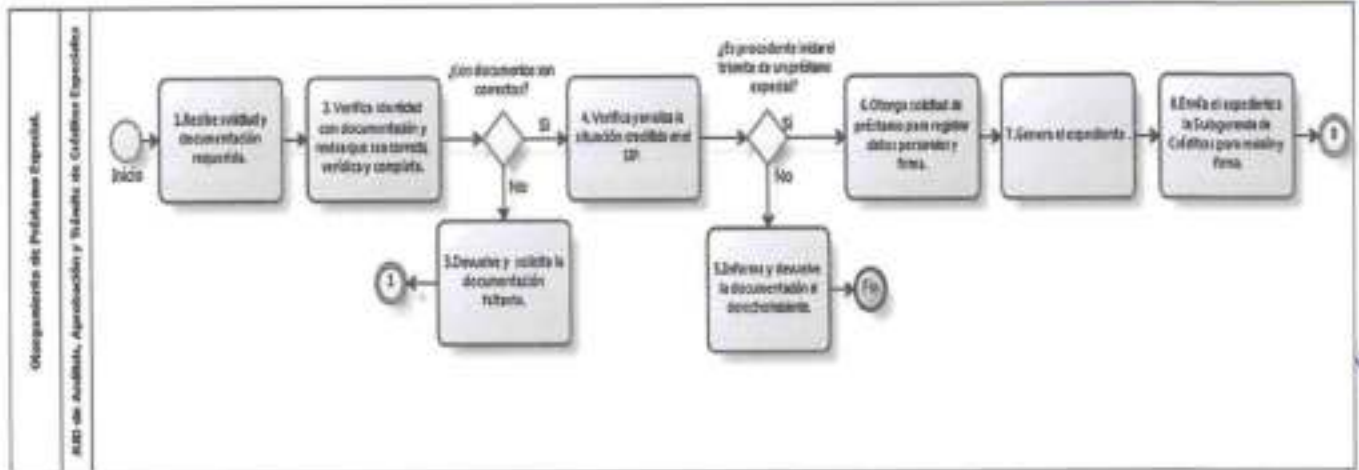 Otorgamiento de Préstamo Especial.
JUD de Análisis, Aprobación y Trámite de Créditos Especiales
Inicio
1.Recibe solicitud y
documentación
requerida.
2. Verifica identidad
con documentación y
revisa que sea correcta,
verídica y completa.
¿Los documentos son
correctos?
Si
No
3.Devuelve y solicita la
documentación
faltante.
1
4. Verifica y analiza la
situación crediticia en el
¿Es procedente iniciar el
trámite de un préstamo
especial?
Si
No
5.Informa y devuelve
la documentación al
derechohabiente.
Fin
6.Otorga solicitud de
préstamo para registrar
datos personales y
firma.
7.Genera el expediente .
8.Envía el expediente a
la Subgerencia de
Créditos para revisión y
firma.
8